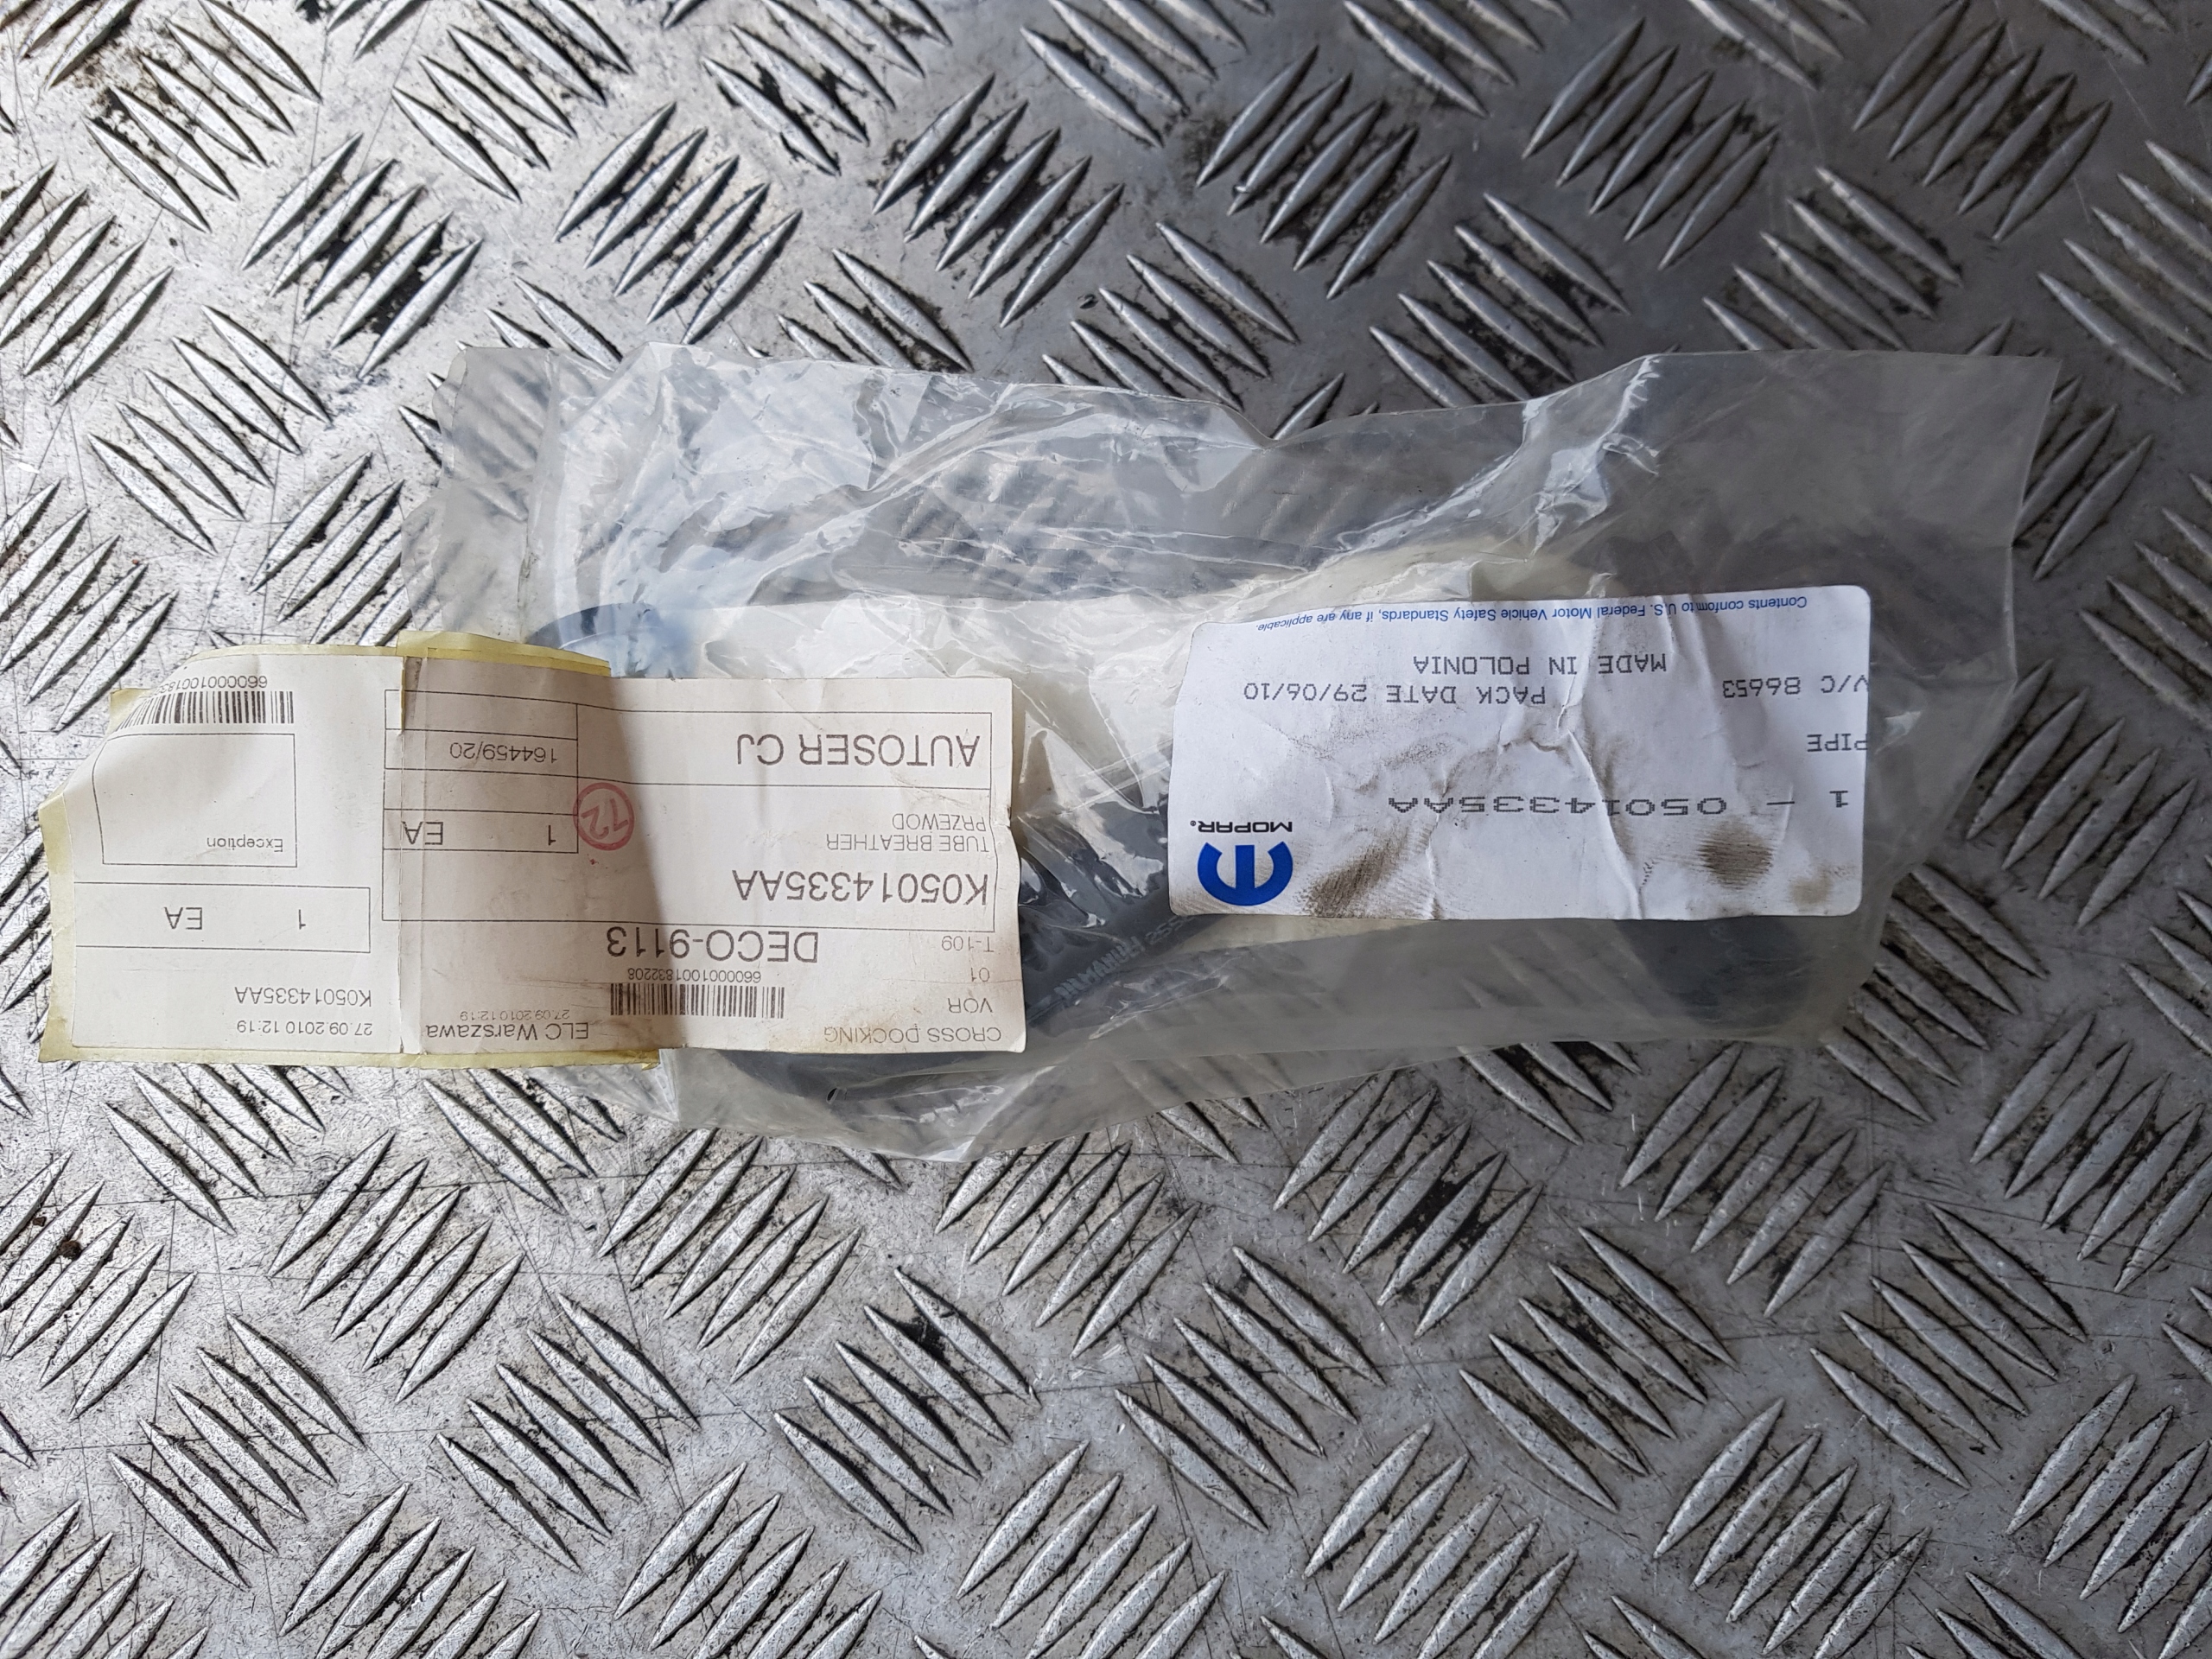 CROSS DOCKING
ELC Warszawa
VOR
27.09.2010 12:19
01
6600001001832208
T-109
DECO-9113
K05014335AA
TUBE BREATHER
PRZEWOD
1 EA
72
AUTOSER CJ
164459/20
27.09.2010 12:19
K05014335AA
1 EA
Exception
MOPAR®
1 - 05014335AA
PIPE
V/C 86653
PACK DATE 29/06/10
MADE IN POLONIA
Contents conform to U.S. Federal Motor Vehicle Safety Standards, if any are applicable.